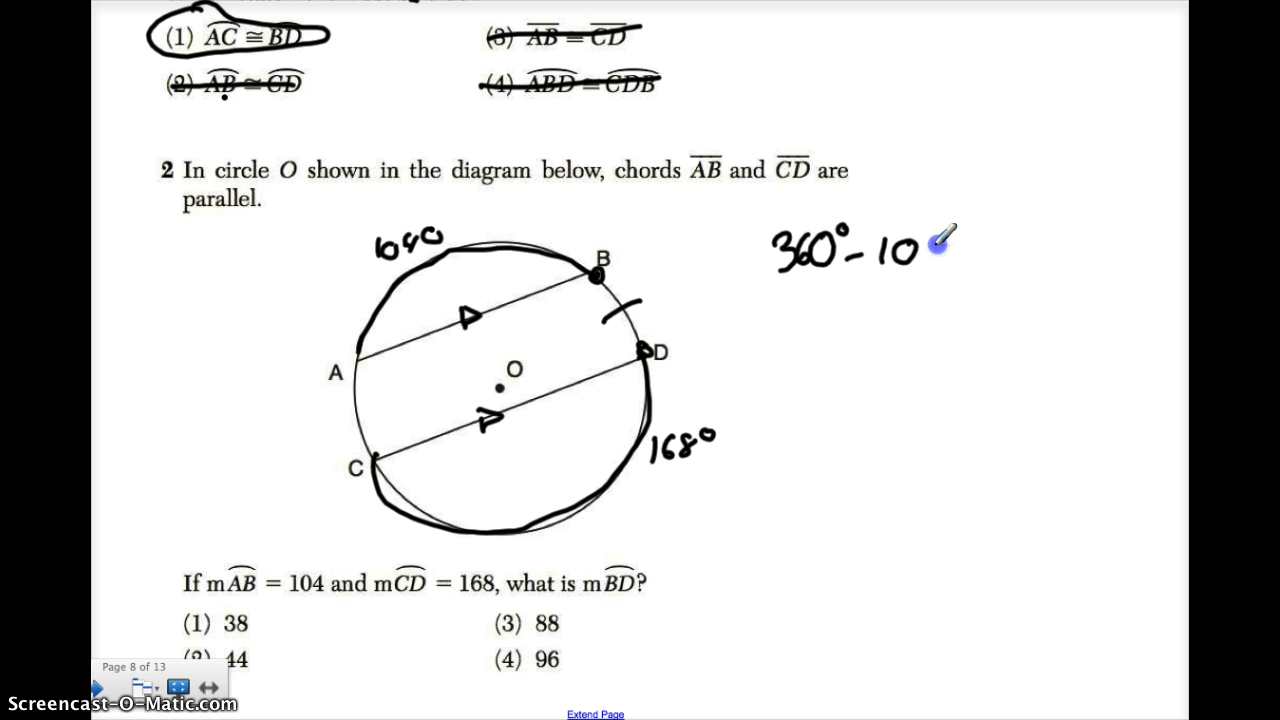 (1) AC ≅ BD (3) AB = CD
(2) AB ≅ CD (4) ABD = CDB
2 In circle O shown in the diagram below, chords AB and CD are
parallel.
104°
B
360° - 10
D
O
A
168°
C
If mAB = 104 and mCD = 168, what is mBD?
(1) 38 (3) 88
(2) 44 (4) 96
Page 8 of 13
Screencast-O-Matic.com
Extend Page